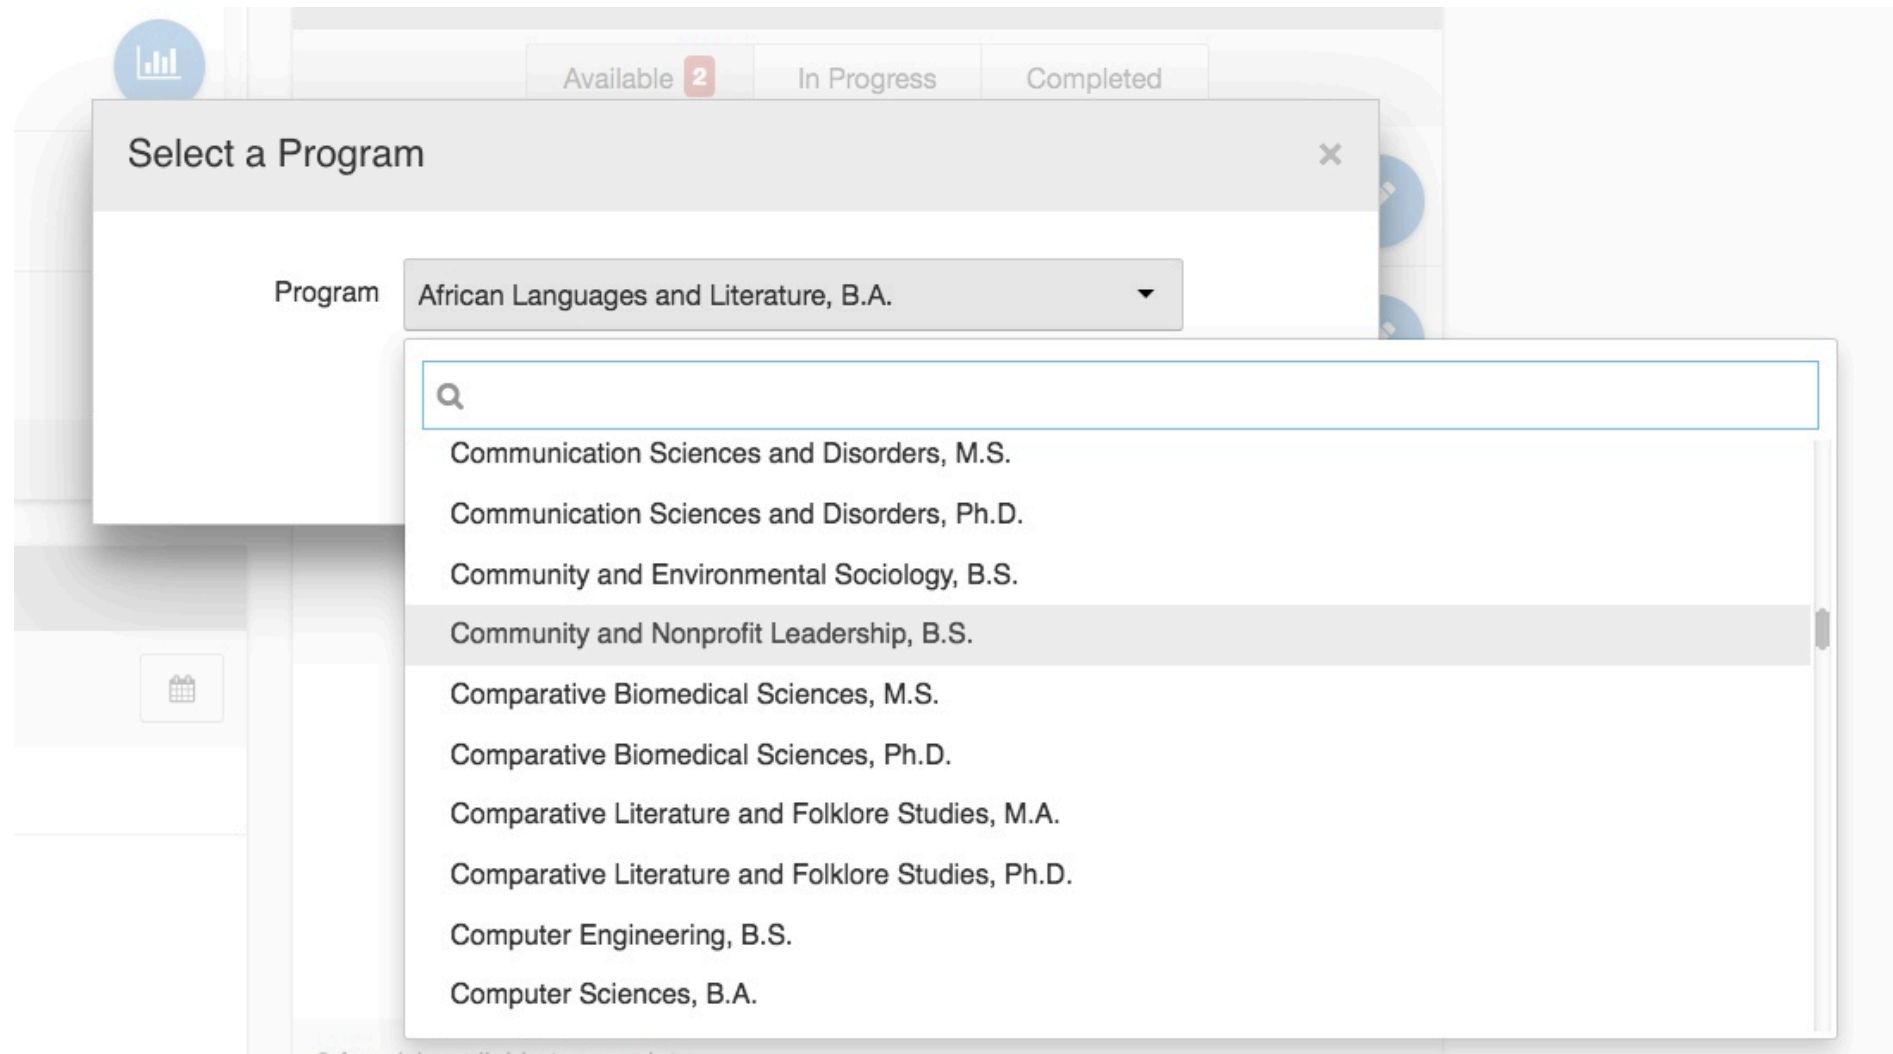 Available 2 In Progress Completed
Select a Program
Program African Languages and Literature, B.A.
Communication Sciences and Disorders, M.S.
Communication Sciences and Disorders, Ph.D.
Community and Environmental Sociology, B.S.
Community and Nonprofit Leadership, B.S.
Comparative Biomedical Sciences, M.S.
Comparative Biomedical Sciences, Ph.D.
Comparative Literature and Folklore Studies, M.A.
Comparative Literature and Folklore Studies, Ph.D.
Computer Engineering, B.S.
Computer Sciences, B.A.